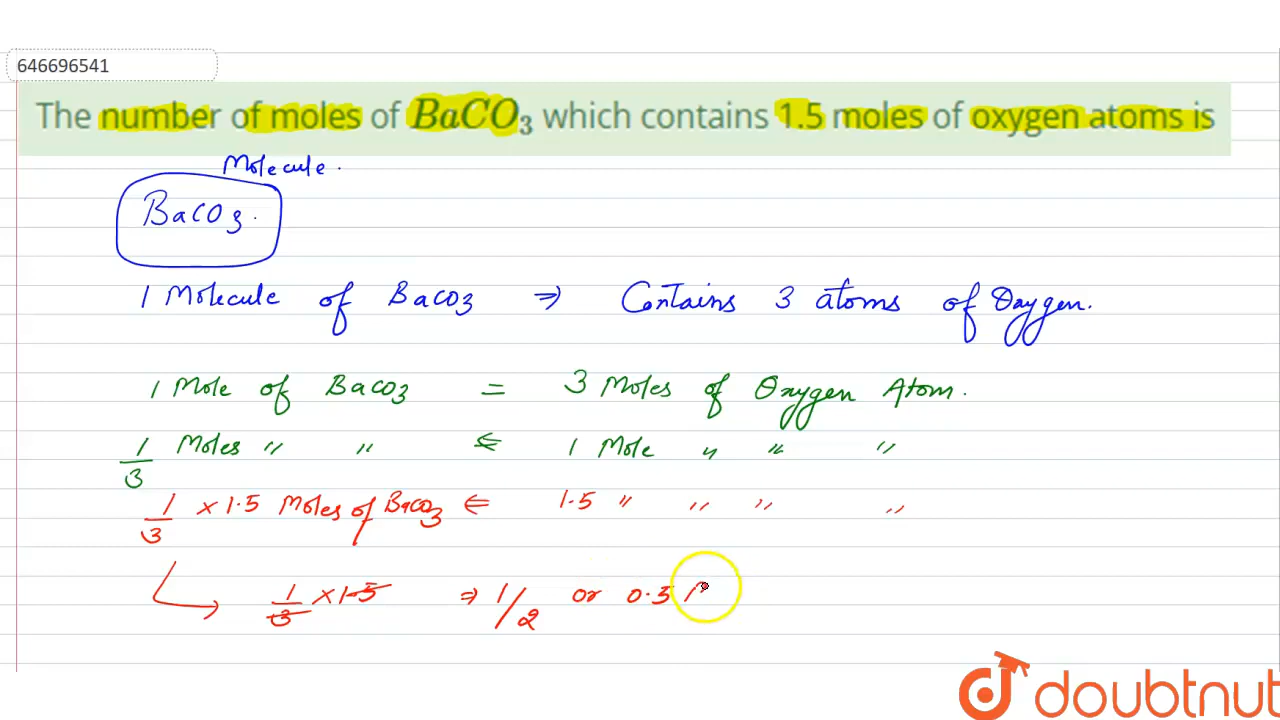 646696541
The number of moles of BaCO₃ which contains 1.5 moles of oxygen atoms is
Molecule.
BaCO3.
1 Molecule of BaCO3 ⇒ Contains 3 atoms of Oxygen.
1 Mole of BaCO3 = 3 Moles of Oxygen Atom.
1/3 Moles " " ⇐ 1 Mole " " "
1/3 × 1.5 Moles of BaCO3 ⇐ 1.5 " " " "
1/3 × 1.5 ⇒ 1/2 or 0.5
doubtnut